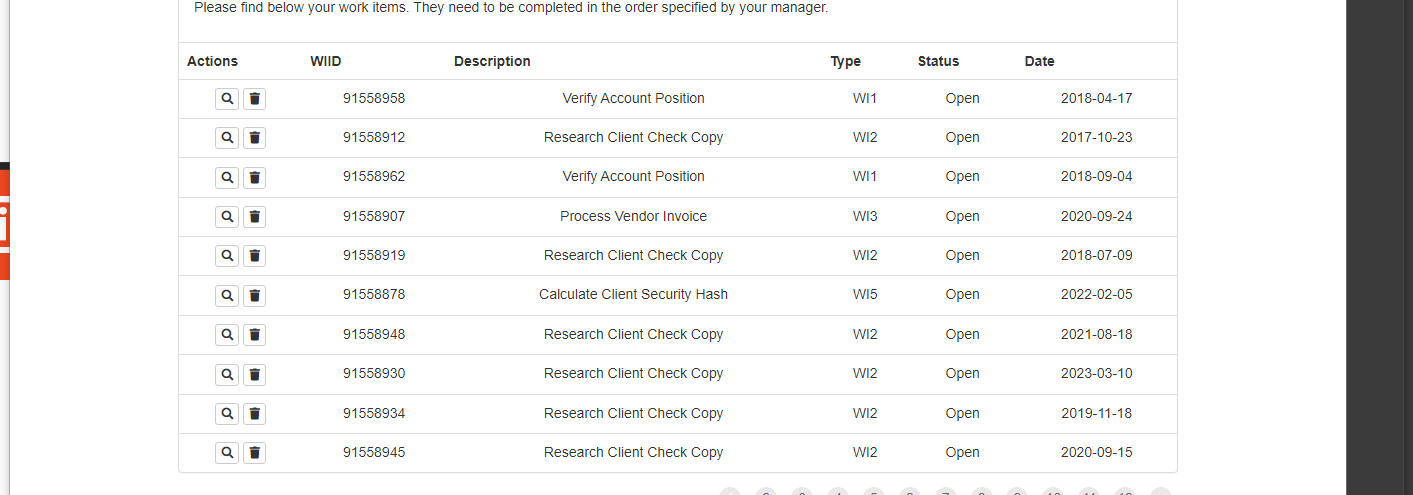 Please find below your work items. They need to be completed in the order specified by your manager.
Actions WIID Description Type Status Date
91558958 Verify Account Position WI1 Open 2018-04-17
91558912 Research Client Check Copy WI2 Open 2017-10-23
91558962 Verify Account Position WI1 Open 2018-09-04
91558907 Process Vendor Invoice WI3 Open 2020-09-24
91558919 Research Client Check Copy WI2 Open 2018-07-09
91558878 Calculate Client Security Hash WI5 Open 2022-02-05
91558948 Research Client Check Copy WI2 Open 2021-08-18
91558930 Research Client Check Copy WI2 Open 2023-03-10
91558934 Research Client Check Copy WI2 Open 2019-11-18
91558945 Research Client Check Copy WI2 Open 2020-09-15